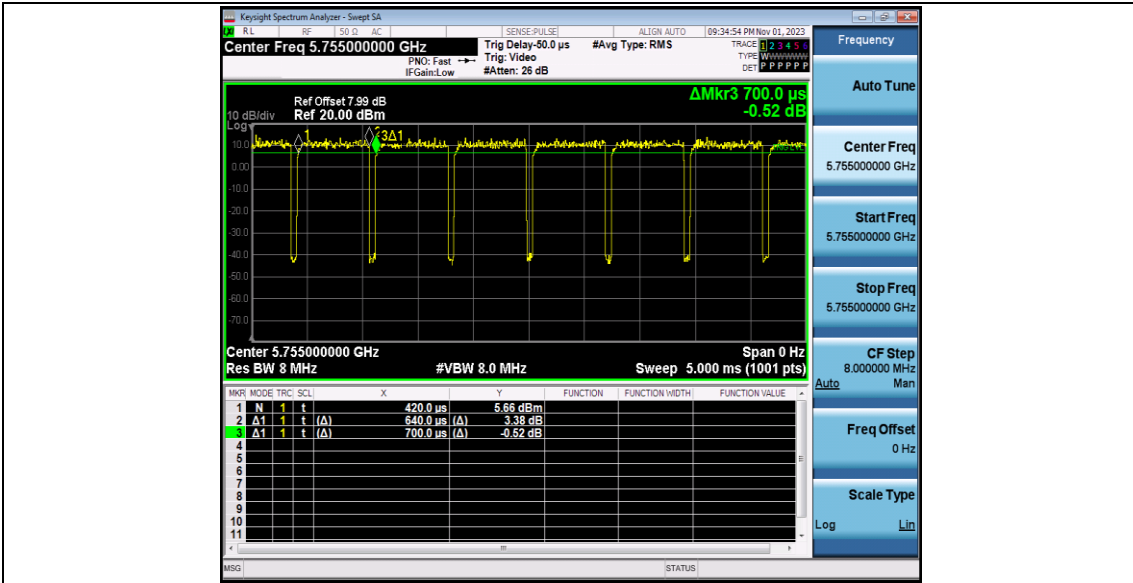 Keysight Spectrum Analyzer - Swept SA
RL RF 50 Ω AC SENSE:PULSE ALIGN AUTO 09:34:54 PM Nov 01, 2023
Center Freq 5.755000000 GHz
PNO: Fast
IFGain:Low
Trig Delay-50.0 µs
Trig: Video
#Atten: 26 dB
#Avg Type: RMS
TRACE 1 2 3 4 5 6
TYPE WWWWWW
DET P P P P P P
Frequency
ΔMkr3 700.0 µs
-0.52 dB
Ref Offset 7.99 dB
10 dB/div Ref 20.00 dBm
Log
1
3Δ1
10.0
0.00
-10.0
-20.0
-30.0
-40.0
-50.0
-60.0
-70.0
Center 5.755000000 GHz Span 0 Hz
Res BW 8 MHz #VBW 8.0 MHz Sweep 5.000 ms (1001 pts)
MKR MODE TRC SCL X Y FUNCTION FUNCTION WIDTH FUNCTION VALUE
1 N 1 t 420.0 µs 5.66 dBm
2 Δ1 1 t (Δ) 640.0 µs (Δ) 3.38 dB
3 Δ1 1 t (Δ) 700.0 µs (Δ) -0.52 dB
4
5
6
7
8
9
10
11
Auto Tune
Center Freq
5.755000000 GHz
Start Freq
5.755000000 GHz
Stop Freq
5.755000000 GHz
CF Step
8.000000 MHz
Auto Man
Freq Offset
0 Hz
Scale Type
Log Lin
MSG STATUS